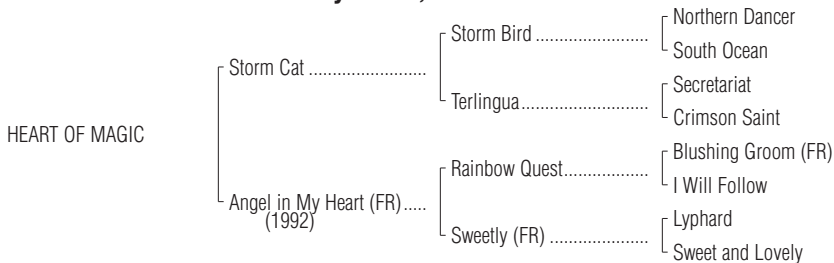 Northern Dancer
Storm Bird ........................
South Ocean
Storm Cat .........................
Secretariat
Terlingua...........................
Crimson Saint
HEART OF MAGIC
Blushing Groom (FR)
Rainbow Quest..................
I Will Follow
Angel in My Heart (FR) .....
(1992)
Lyphard
Sweetly (FR) .....................
Sweet and Lovely